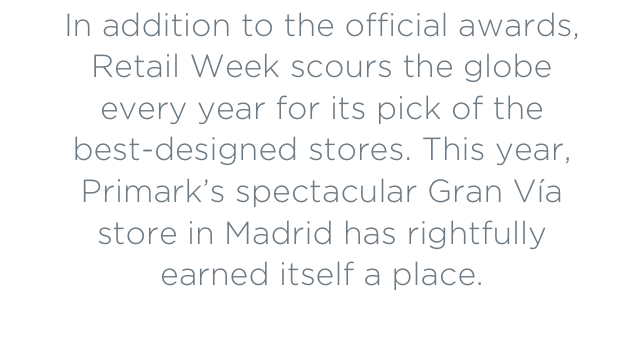 In addition to the official awards,
Retail Week scours the globe
every year for its pick of the
best-designed stores. This year,
Primark’s spectacular Gran Vía
store in Madrid has rightfully
earned itself a place.